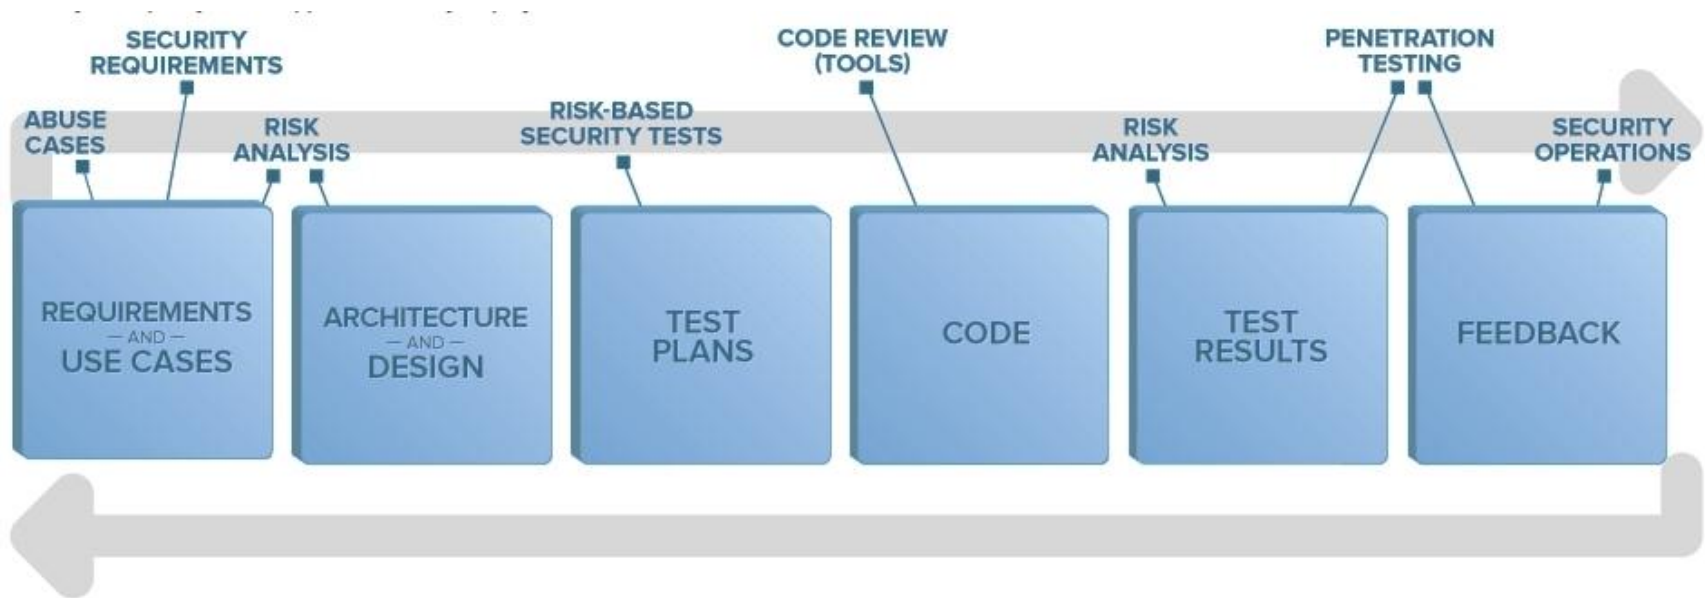 SECURITY
REQUIREMENTS
CODE REVIEW
(TOOLS)
PENETRATION
TESTING
ABUSE
CASES
RISK
ANALYSIS
RISK-BASED
SECURITY TESTS
RISK
ANALYSIS
SECURITY
OPERATIONS
REQUIREMENTS
— AND —
USE CASES
ARCHITECTURE
— AND —
DESIGN
TEST
PLANS
CODE
TEST
RESULTS
FEEDBACK